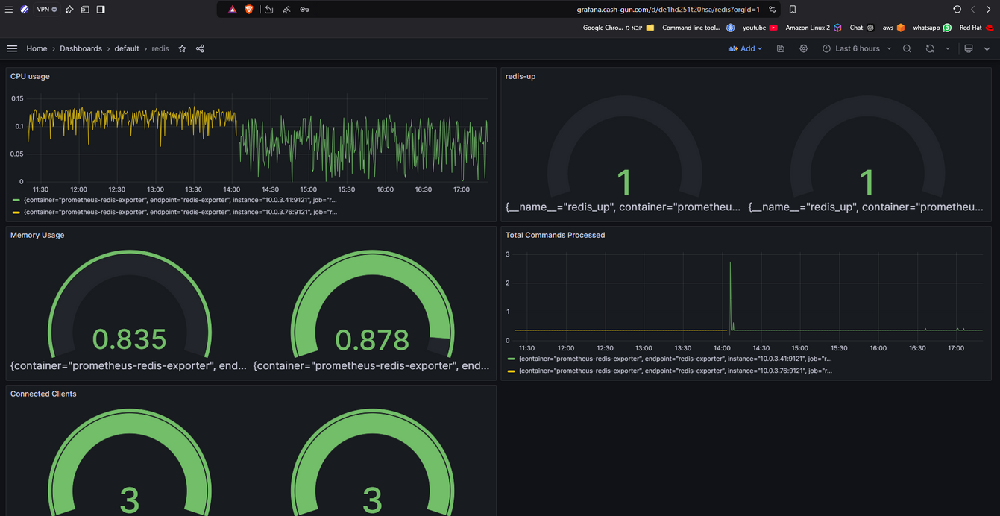 VPN
grafana.cash-gun.com/d/de1hd251t20hsa/redis?orgId=1
Google Chro...-יובא מ Command line tool... youtube Amazon Linux 2 Chat aws whatsapp Red Hat
Home › Dashboards › default › redis Add Last 6 hours
CPU usage
0.15
0.1
0.05
0
11:30 12:00 12:30 13:00 13:30 14:00 14:30 15:00 15:30 16:00 16:30 17:00
{container="prometheus-redis-exporter", endpoint="redis-exporter", instance="10.0.3.41:9121", job="r...
{container="prometheus-redis-exporter", endpoint="redis-exporter", instance="10.0.3.76:9121", job="r...
redis-up
1 1
{__name__="redis_up", container="prometheu... {__name__="redis_up", container="prometheu...
Memory Usage
0.835 0.878
{container="prometheus-redis-exporter", end... {container="prometheus-redis-exporter", end...
Total Commands Processed
3
2
1
0
11:30 12:00 12:30 13:00 13:30 14:00 14:30 15:00 15:30 16:00 16:30 17:00
{container="prometheus-redis-exporter", endpoint="redis-exporter", instance="10.0.3.41:9121", job="r...
{container="prometheus-redis-exporter", endpoint="redis-exporter", instance="10.0.3.76:9121", job="r...
Connected Clients
3 3